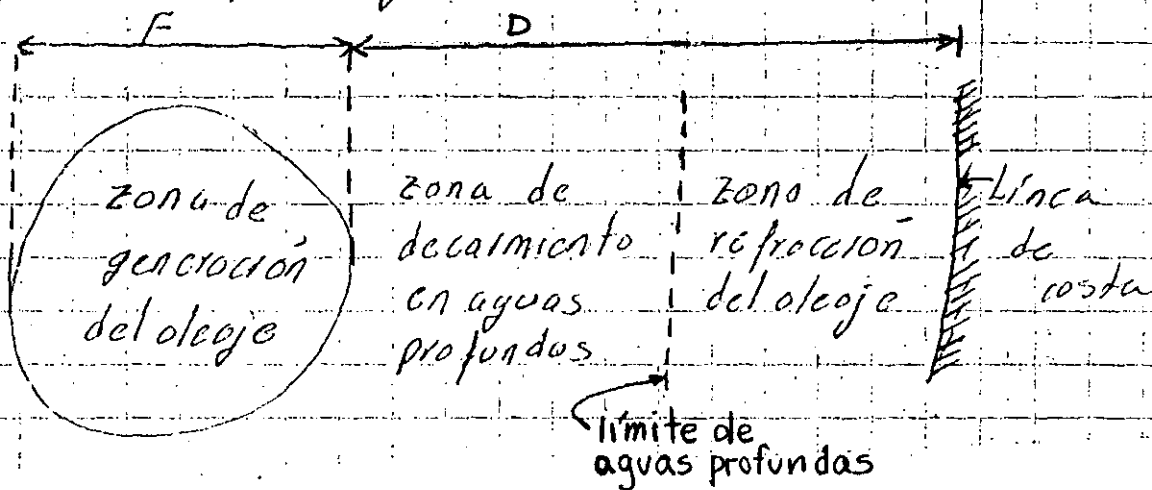 F
D
zona de
generación
del oleaje
zona de
decaimiento
en aguas
profundas
zona de
refracción
del oleaje
Línea
de
costa
límite de
aguas profundas